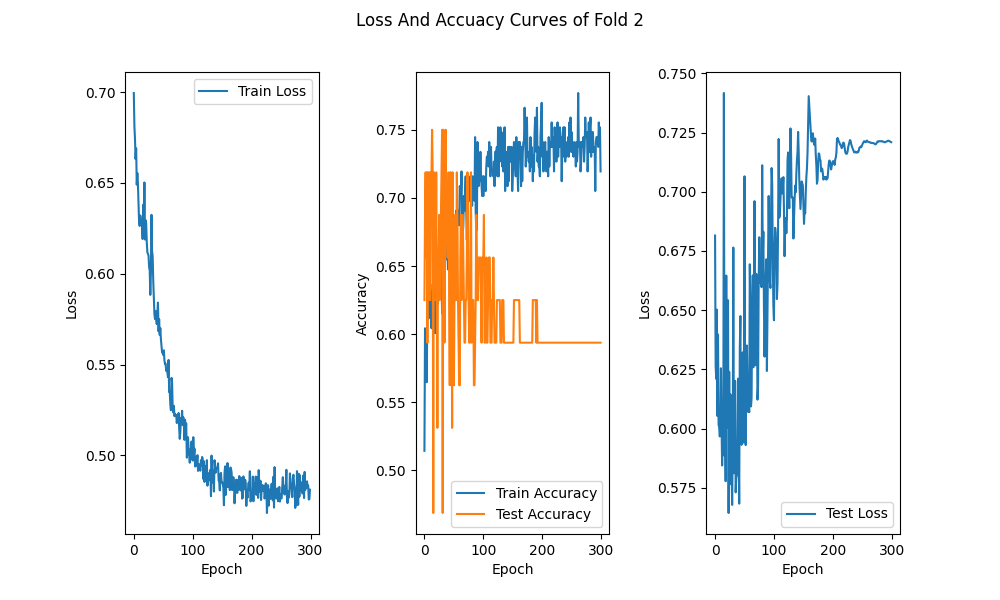 Loss And Accuacy Curves of Fold 2
0.70
0.65
0.60
0.55
0.50
Loss
0
100
200
300
Epoch
Train Loss
0.75
0.70
0.65
0.60
0.55
0.50
Accuracy
0
100
200
300
Epoch
Train Accuracy
Test Accuracy
0.750
0.725
0.700
0.675
0.650
0.625
0.600
0.575
Loss
0
100
200
300
Epoch
Test Loss